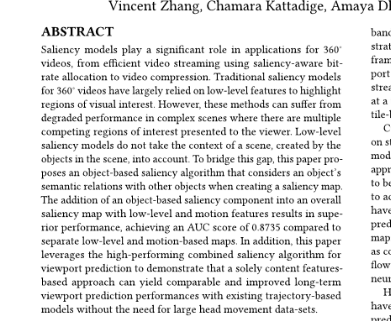 Vincent Zhang, Chamara Kattadige, Amaya
ABSTRACT
Saliency models play a significant role in applications for 360°
videos, from efficient video streaming using saliency-aware bit-
rate allocation to video compression. Traditional saliency models
for 360° videos have largely relied on low-level features to highlight
regions of visual interest. However, these methods can suffer from
degraded performance in complex scenes where there are multiple
competing regions of interest presented to the viewer. Low-level
saliency models do not take the context of a scene, created by the
objects in the scene, into account. To bridge this gap, this paper pro-
poses an object-based saliency algorithm that considers an object's
semantic relations with other objects when creating a saliency map.
The addition of an object-based saliency component into an overall
saliency map with low-level and motion features results in supe-
rior performance, achieving an AUC score of 0.8735 compared to
separate low-level and motion-based maps. In addition, this paper
leverages the high-performing combined saliency algorithm for
viewport prediction to demonstrate that a solely content features-
based approach can yield comparable and improved long-term
viewport prediction performances with existing trajectory-based
models without the need for large head movement data-sets.
band
strat
fram
port
strea
at a
tile-b
C
on st
mod
appr
to be
to ac
have
pred
map
as co
flow
neur
H
have
pred